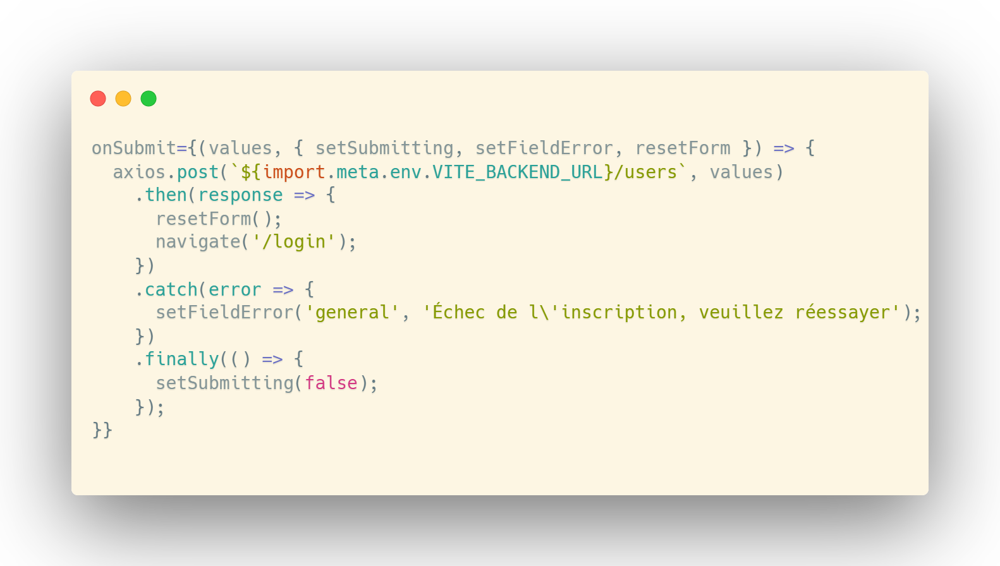 onSubmit={(values, { setSubmitting, setFieldError, resetForm }) => {
  axios.post(`${import.meta.env.VITE_BACKEND_URL}/users`, values)
    .then(response => {
      resetForm();
      navigate('/login');
    })
    .catch(error => {
      setFieldError('general', 'Échec de l\'inscription, veuillez réessayer');
    })
    .finally(() => {
      setSubmitting(false);
    });
}}